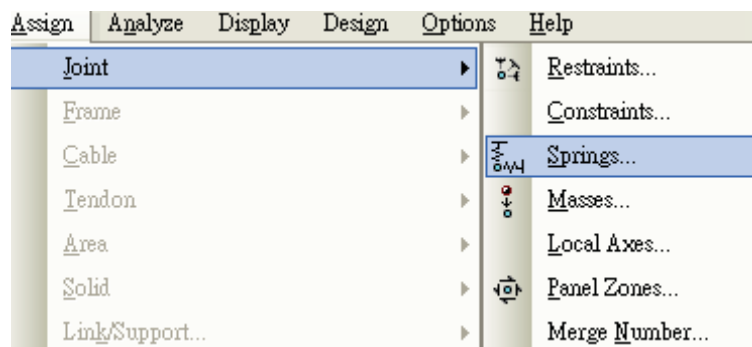 Assign Analyze Display Design Options Help
Joint
Frame
Cable
Tendon
Area
Solid
Link/Support...
Restraints...
Constraints...
Springs...
Masses...
Local Axes...
Panel Zones...
Merge Number...